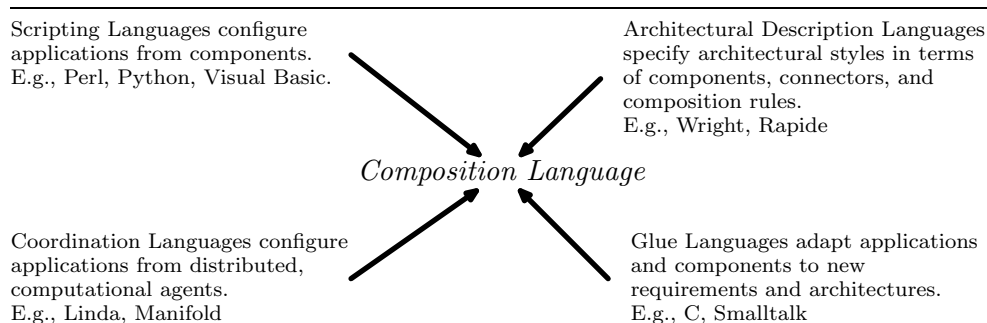 Scripting Languages configure
applications from components.
E.g., Perl, Python, Visual Basic.
Architectural Description Languages
specify architectural styles in terms
of components, connectors, and
composition rules.
E.g., Wright, Rapide
Composition Language
Coordination Languages configure
applications from distributed,
computational agents.
E.g., Linda, Manifold
Glue Languages adapt applications
and components to new
requirements and architectures.
E.g., C, Smalltalk